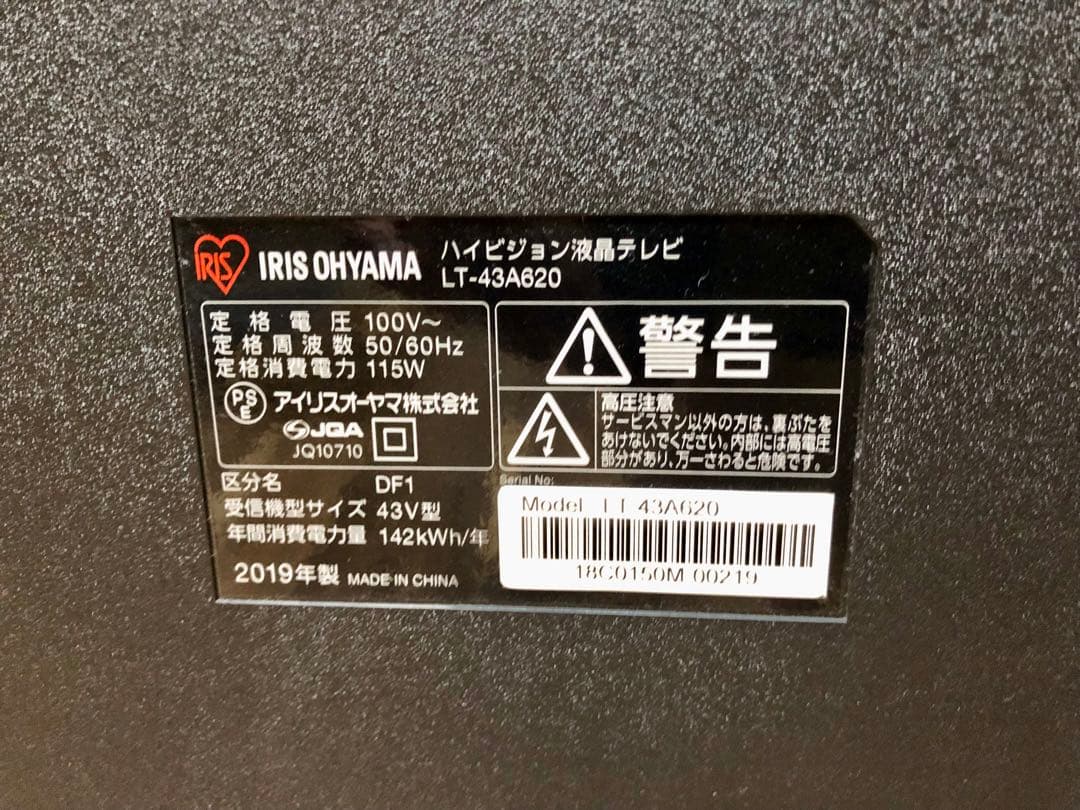 IRIS
IRIS OHYAMA
ハイビジョン液晶テレビ
LT-43A620
定格電圧 100V~
定格周波数 50/60Hz
定格消費電力 115W
PSE
アイリスオーヤマ株式会社
JQA
JQ10710
警告
高圧注意
サービスマン以外の方は、裏ぶたを
あけないでください。内部には高電圧
部分があり、万一さわると危険です。
区分名 DF1
受信機型サイズ 43V型
年間消費電力量 142kWh/年
2019年製 MADE IN CHINA
Serial No:
Model LT-43A620
18C0150M 00219